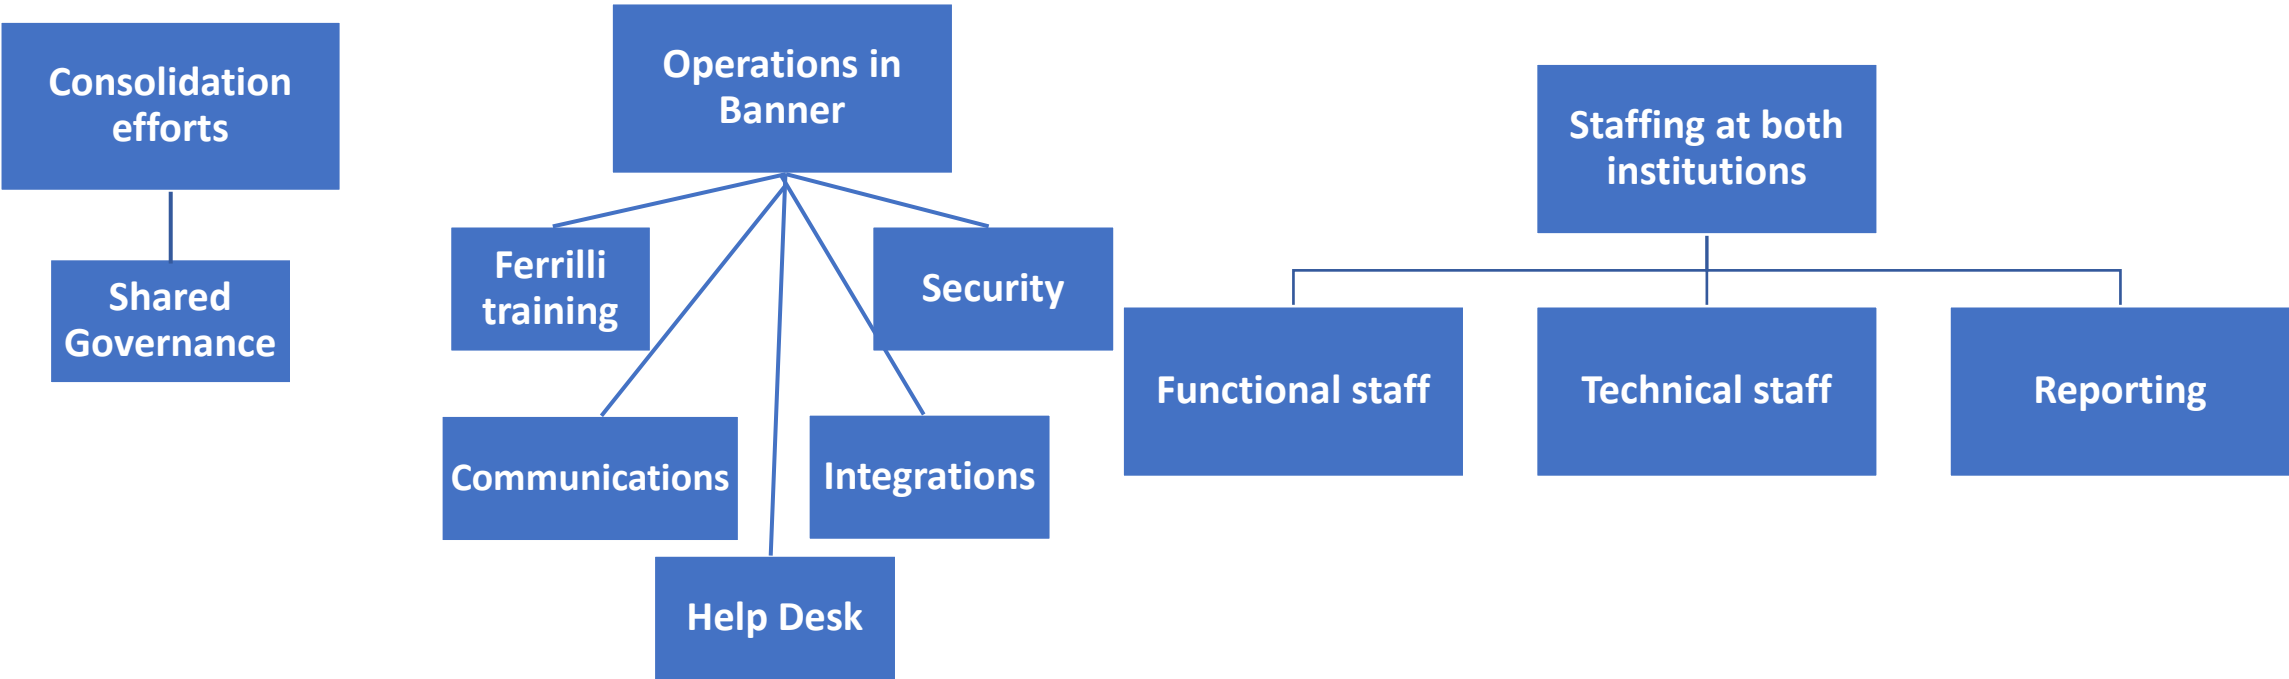 Consolidation
efforts
Shared
Governance
Operations in
Banner
Ferrilli
training
Security
Communications
Integrations
Help Desk
Staffing at both
institutions
Functional staff
Technical staff
Reporting